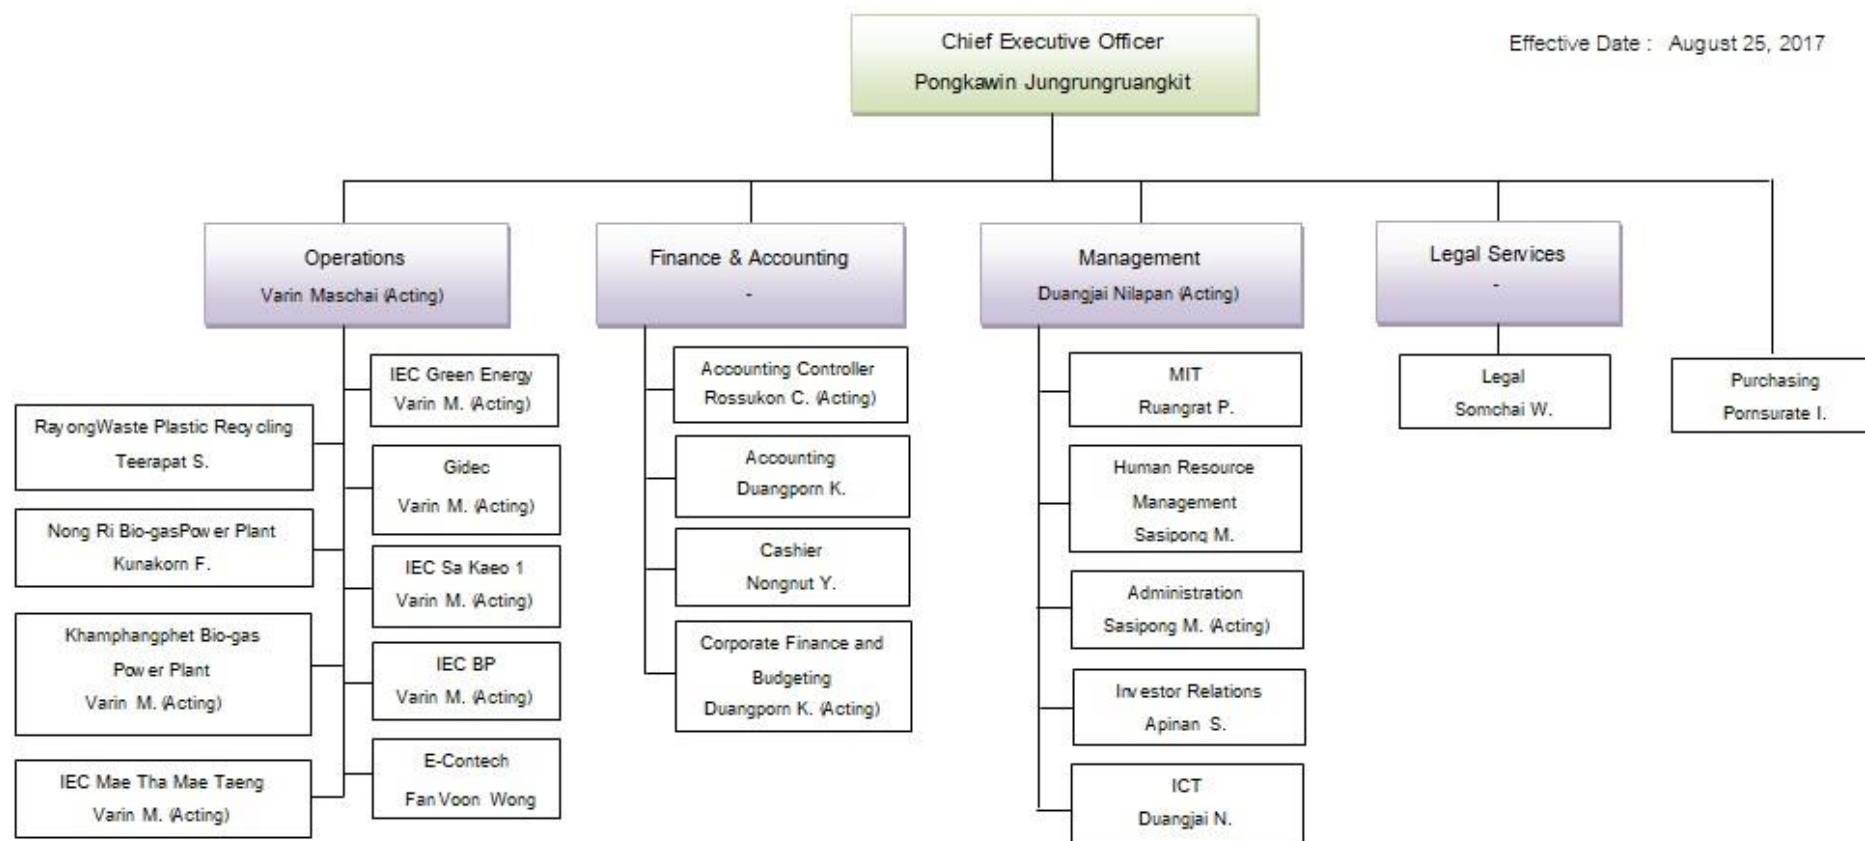 Chief Executive Officer
Pongkawin Jungrungruangkit
Effective Date : August 25, 2017
Operations
Varin Maschai (Acting)
Finance & Accounting
-
Management
Duangjai Nilapan (Acting)
Legal Services
-
IEC Green Energy
Varin M. (Acting)
Gidec
Varin M. (Acting)
IEC Sa Kaeo 1
Varin M. (Acting)
IEC BP
Varin M. (Acting)
E-Contech
Fan Voon Wong
Rayong Waste Plastic Recycling
Teerapat S.
Nong Ri Bio-gas Power Plant
Kunakorn F.
Khamphangphet Bio-gas
Power Plant
Varin M. (Acting)
IEC Mae Tha Mae Taeng
Varin M. (Acting)
Accounting Controller
Rossukon C. (Acting)
Accounting
Duangporn K.
Cashier
Nongnut Y.
Corporate Finance and
Budgeting
Duangporn K. (Acting)
MIT
Ruangrat P.
Human Resource
Management
Sasipong M.
Administration
Sasipong M. (Acting)
Investor Relations
Apinan S.
ICT
Duangjai N.
Legal
Somchai W.
Purchasing
Pornsurate I.